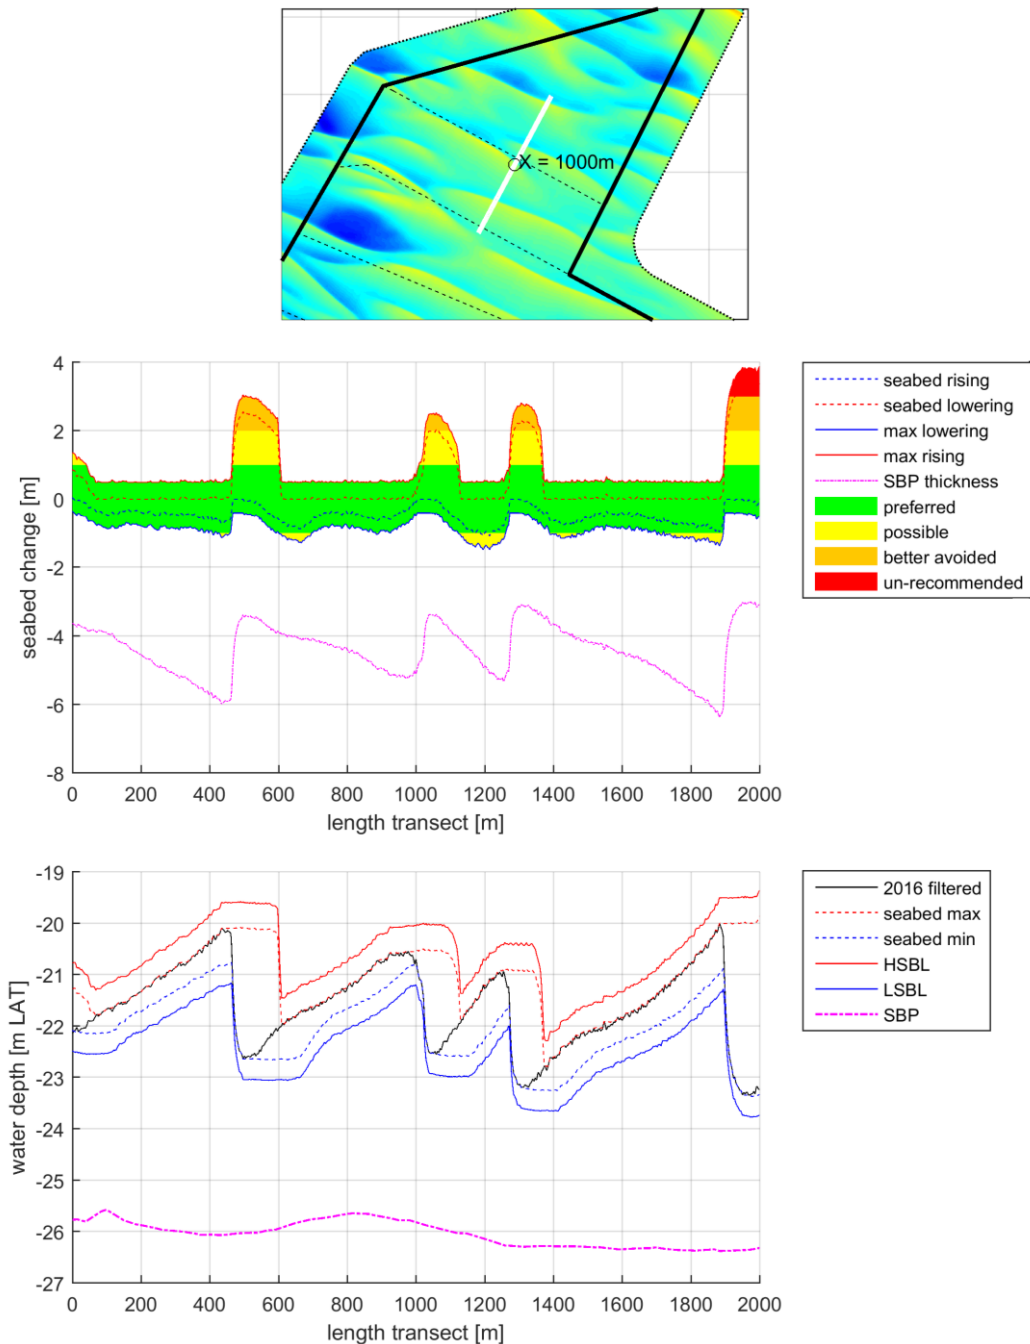 X = 1000m
4
2
0
-2
-4
-6
-8
seabed change [m]
0 200 400 600 800 1000 1200 1400 1600 1800 2000
length transect [m]
seabed rising
seabed lowering
max lowering
max rising
SBP thickness
preferred
possible
better avoided
un-recommended
-19
-20
-21
-22
-23
-24
-25
-26
-27
water depth [m LAT]
0 200 400 600 800 1000 1200 1400 1600 1800 2000
length transect [m]
2016 filtered
seabed max
seabed min
HSBL
LSBL
SBP